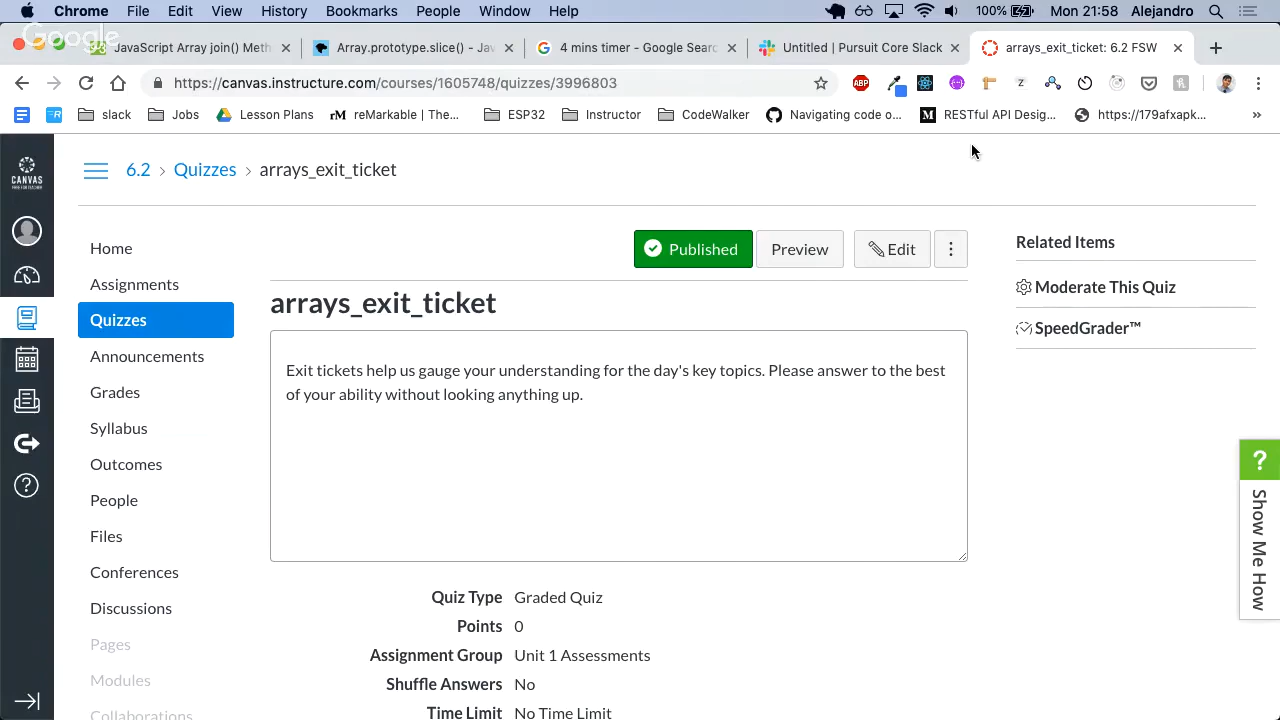 Chrome File Edit View History Bookmarks People Window Help 100% Mon 21:58 Alejandro
Google
JavaScript Array join() Meth Array.prototype.slice() - Jav 4 mins timer - Google Searc Untitled | Pursuit Core Slack arrays_exit_ticket: 6.2 FSW
https://canvas.instructure.com/courses/1605748/quizzes/3996803
slack Jobs Lesson Plans reMarkable | The... ESP32 Instructor CodeWalker Navigating code o... RESTful API Desig... https://179afxapk...
CANVAS
6.2 > Quizzes > arrays_exit_ticket
Home
Assignments
Quizzes
Announcements
Grades
Syllabus
Outcomes
People
Files
Conferences
Discussions
Pages
Modules
Collaborations
Published Preview Edit
arrays_exit_ticket
Exit tickets help us gauge your understanding for the day's key topics. Please answer to the best
of your ability without looking anything up.
Quiz Type Graded Quiz
Points 0
Assignment Group Unit 1 Assessments
Shuffle Answers No
Time Limit No Time Limit
Related Items
Moderate This Quiz
SpeedGrader™
? Show Me How